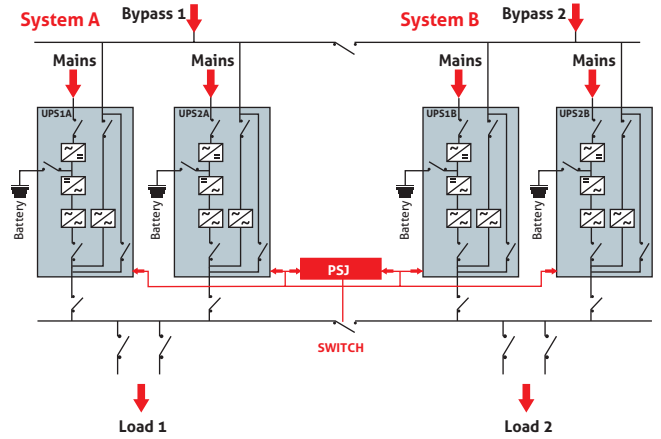 System A
Bypass 1
System B
Bypass 2
Mains
Mains
Mains
Mains
UPS1A
UPS2A
UPS1B
UPS2B
Battery
Battery
Battery
Battery
PSJ
SWITCH
Load 1
Load 2